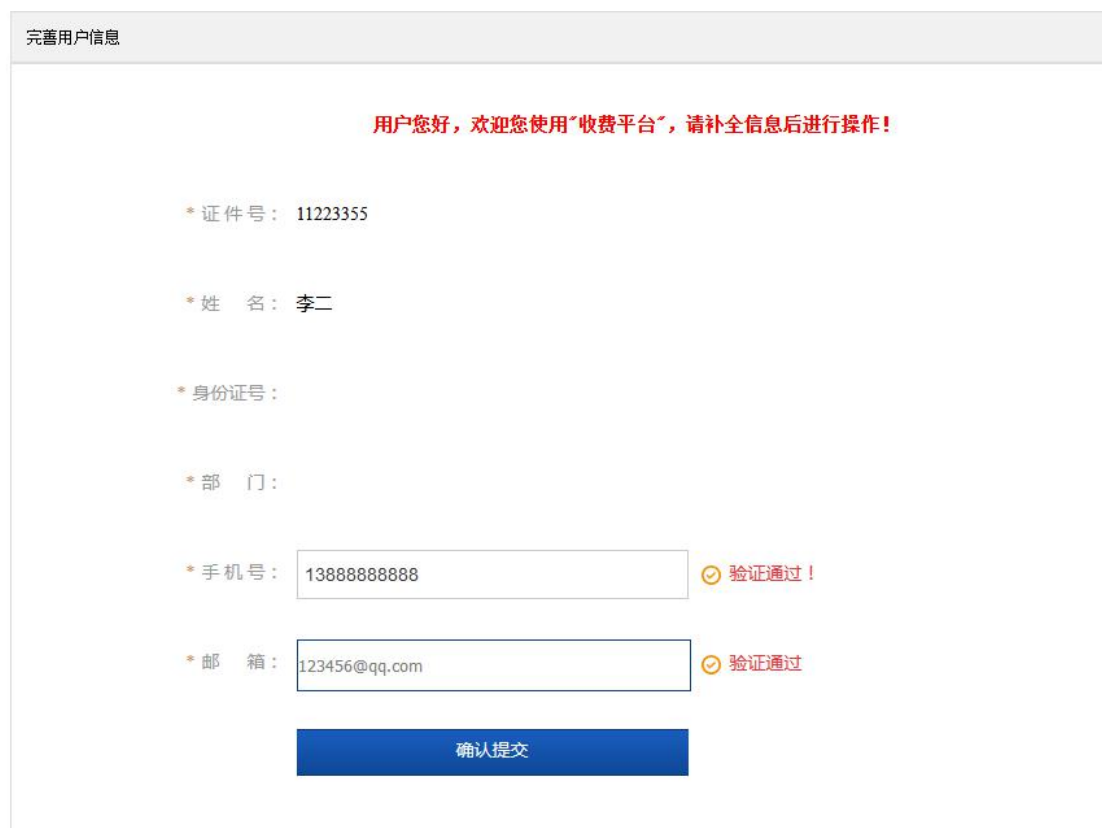 完善用户信息
用户您好，欢迎您使用"收费平台"，请补全信息后进行操作！
* 证件号： 11223355
* 姓 名： 李二
* 身份证号：
* 部 门：
* 手机号： 13888888888 验证通过！
* 邮 箱： 123456@qq.com 验证通过
确认提交